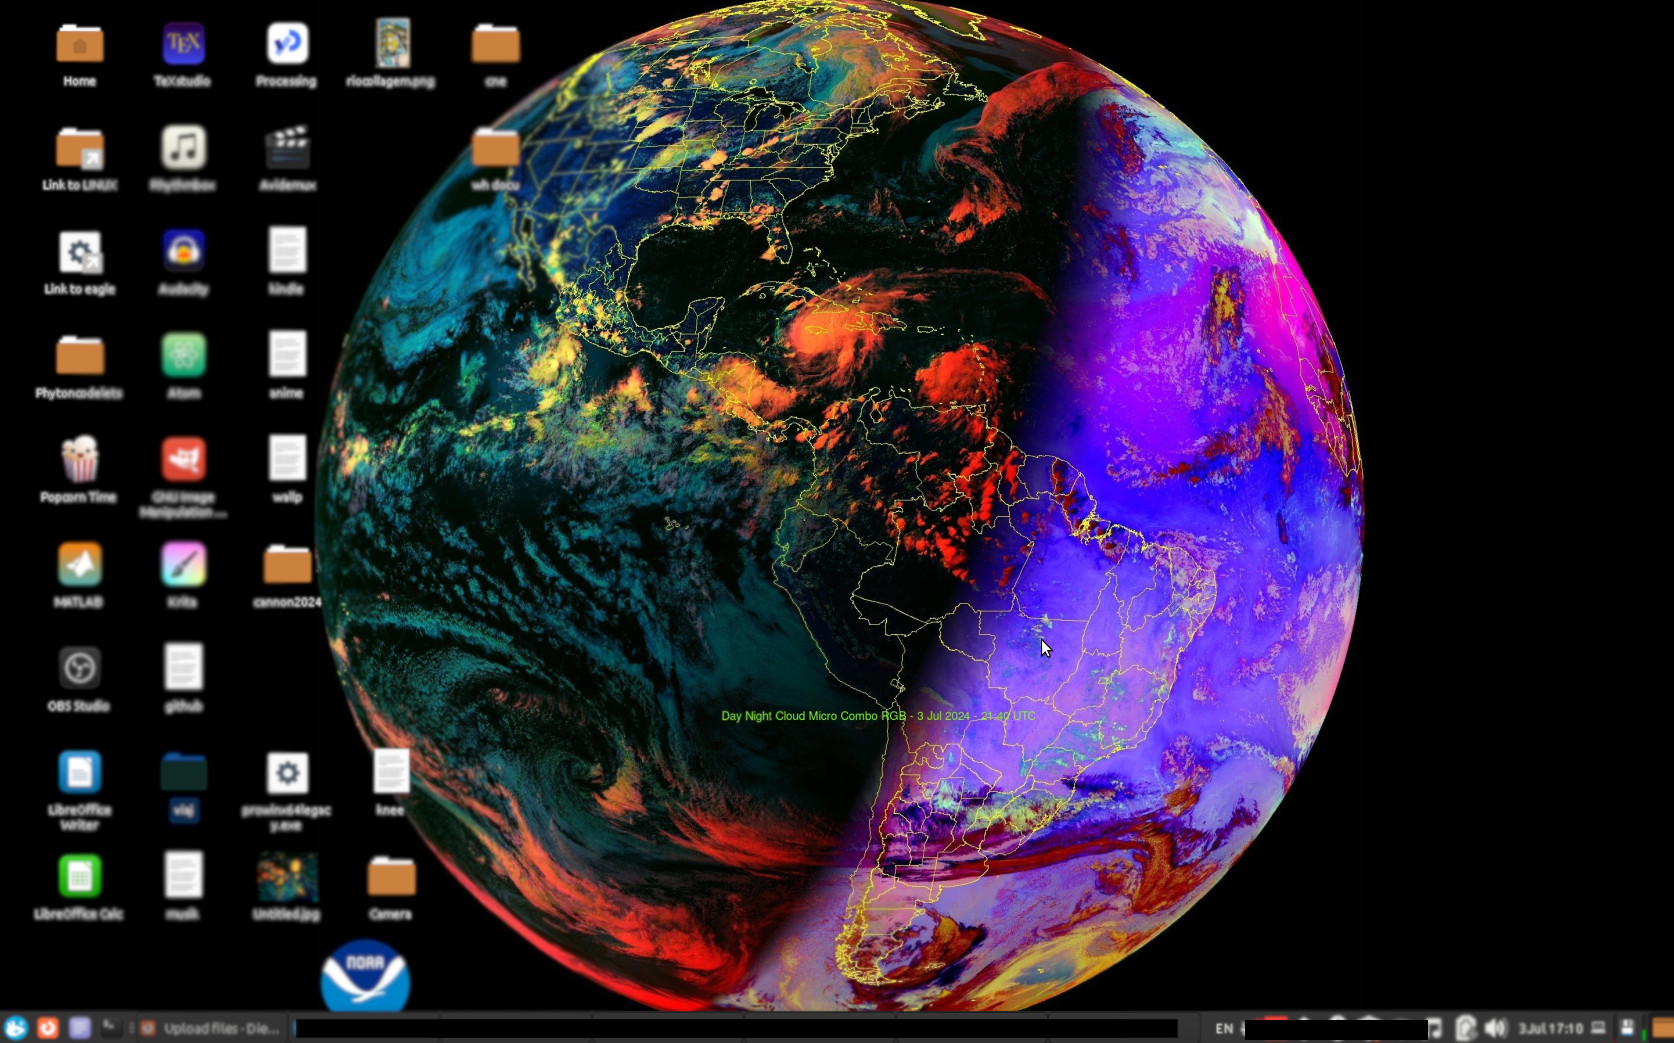 Home
TeXstudio
Processing
riocollagem.png
cne
Link to LINUX
Rhythmbox
Avidemux
wh docu
Link to eagle
Audacity
kindle
Phytoncodelets
Atom
anime
Popcorn Time
GNU Image
Manipulation ...
wallp
MATLAB
Krita
cannon2024
OBS Studio
github
Day Night Cloud Micro Combo RGB - 3 Jul 2024 - 21:40 UTC
LibreOffice
Writer
viaj
prowinx64legac
y.exe
knee
LibreOffice Calc
musik
Untitled.jpg
Camera
NOAA
Upload files - Die...
EN
3 Jul 17:10